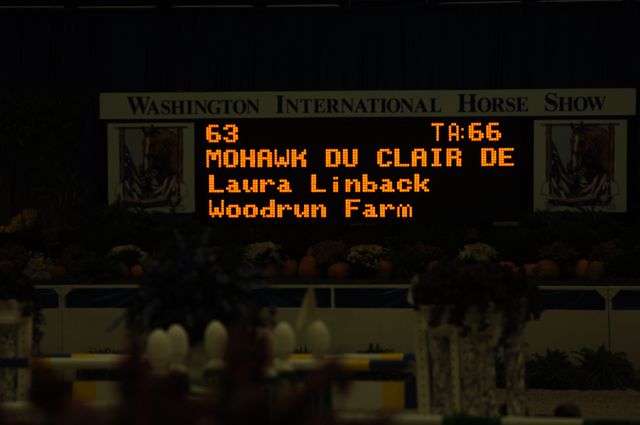 Washington International Horse Show
63 TA:66
MOHAWK DU CLAIR DE
Laura Linback
Woodrun Farm